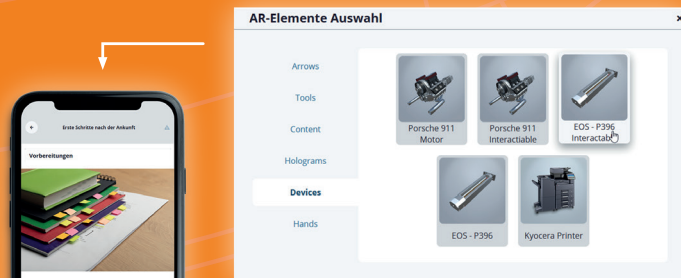 AR-Elemente Auswahl
×
Arrows
Tools
Content
Holograms
Devices
Hands
Porsche 911
Motor
Porsche 911
Interactiable
EOS - P396
Interactable
EOS - P396
Kyocera Printer
Erste Schritte nach der Ankunft
Vorbereitungen